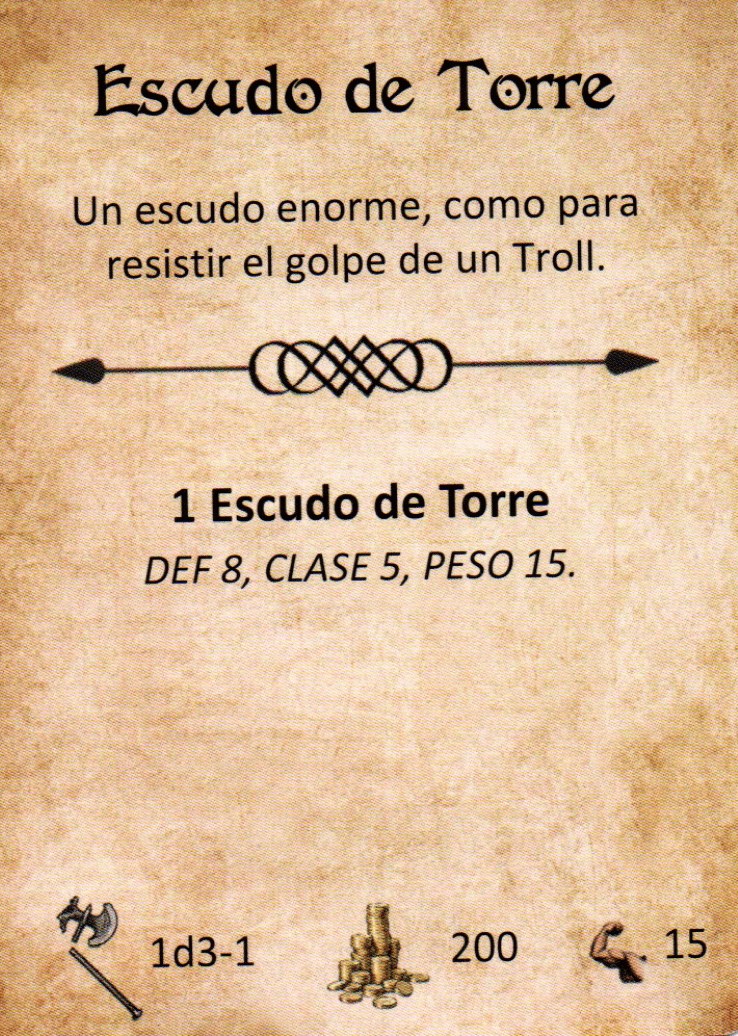 Escudo de Torre
Un escudo enorme, como para
resistir el golpe de un Troll.
1 Escudo de Torre
DEF 8, CLASE 5, PESO 15.
1d3-1
200
15